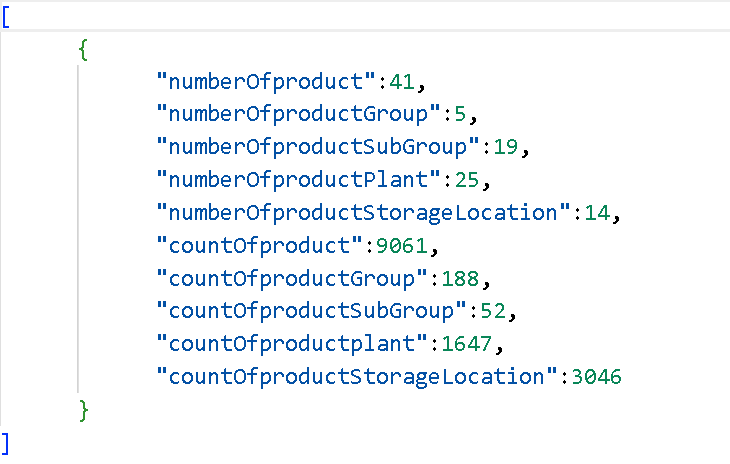 [
{
"numberOfproduct":41,
"numberOfproductGroup":5,
"numberOfproductSubGroup":19,
"numberOfproductPlant":25,
"numberOfproductStorageLocation":14,
"countOfproduct":9061,
"countOfproductGroup":188,
"countOfproductSubGroup":52,
"countOfproductplant":1647,
"countOfproductStorageLocation":3046
}
]